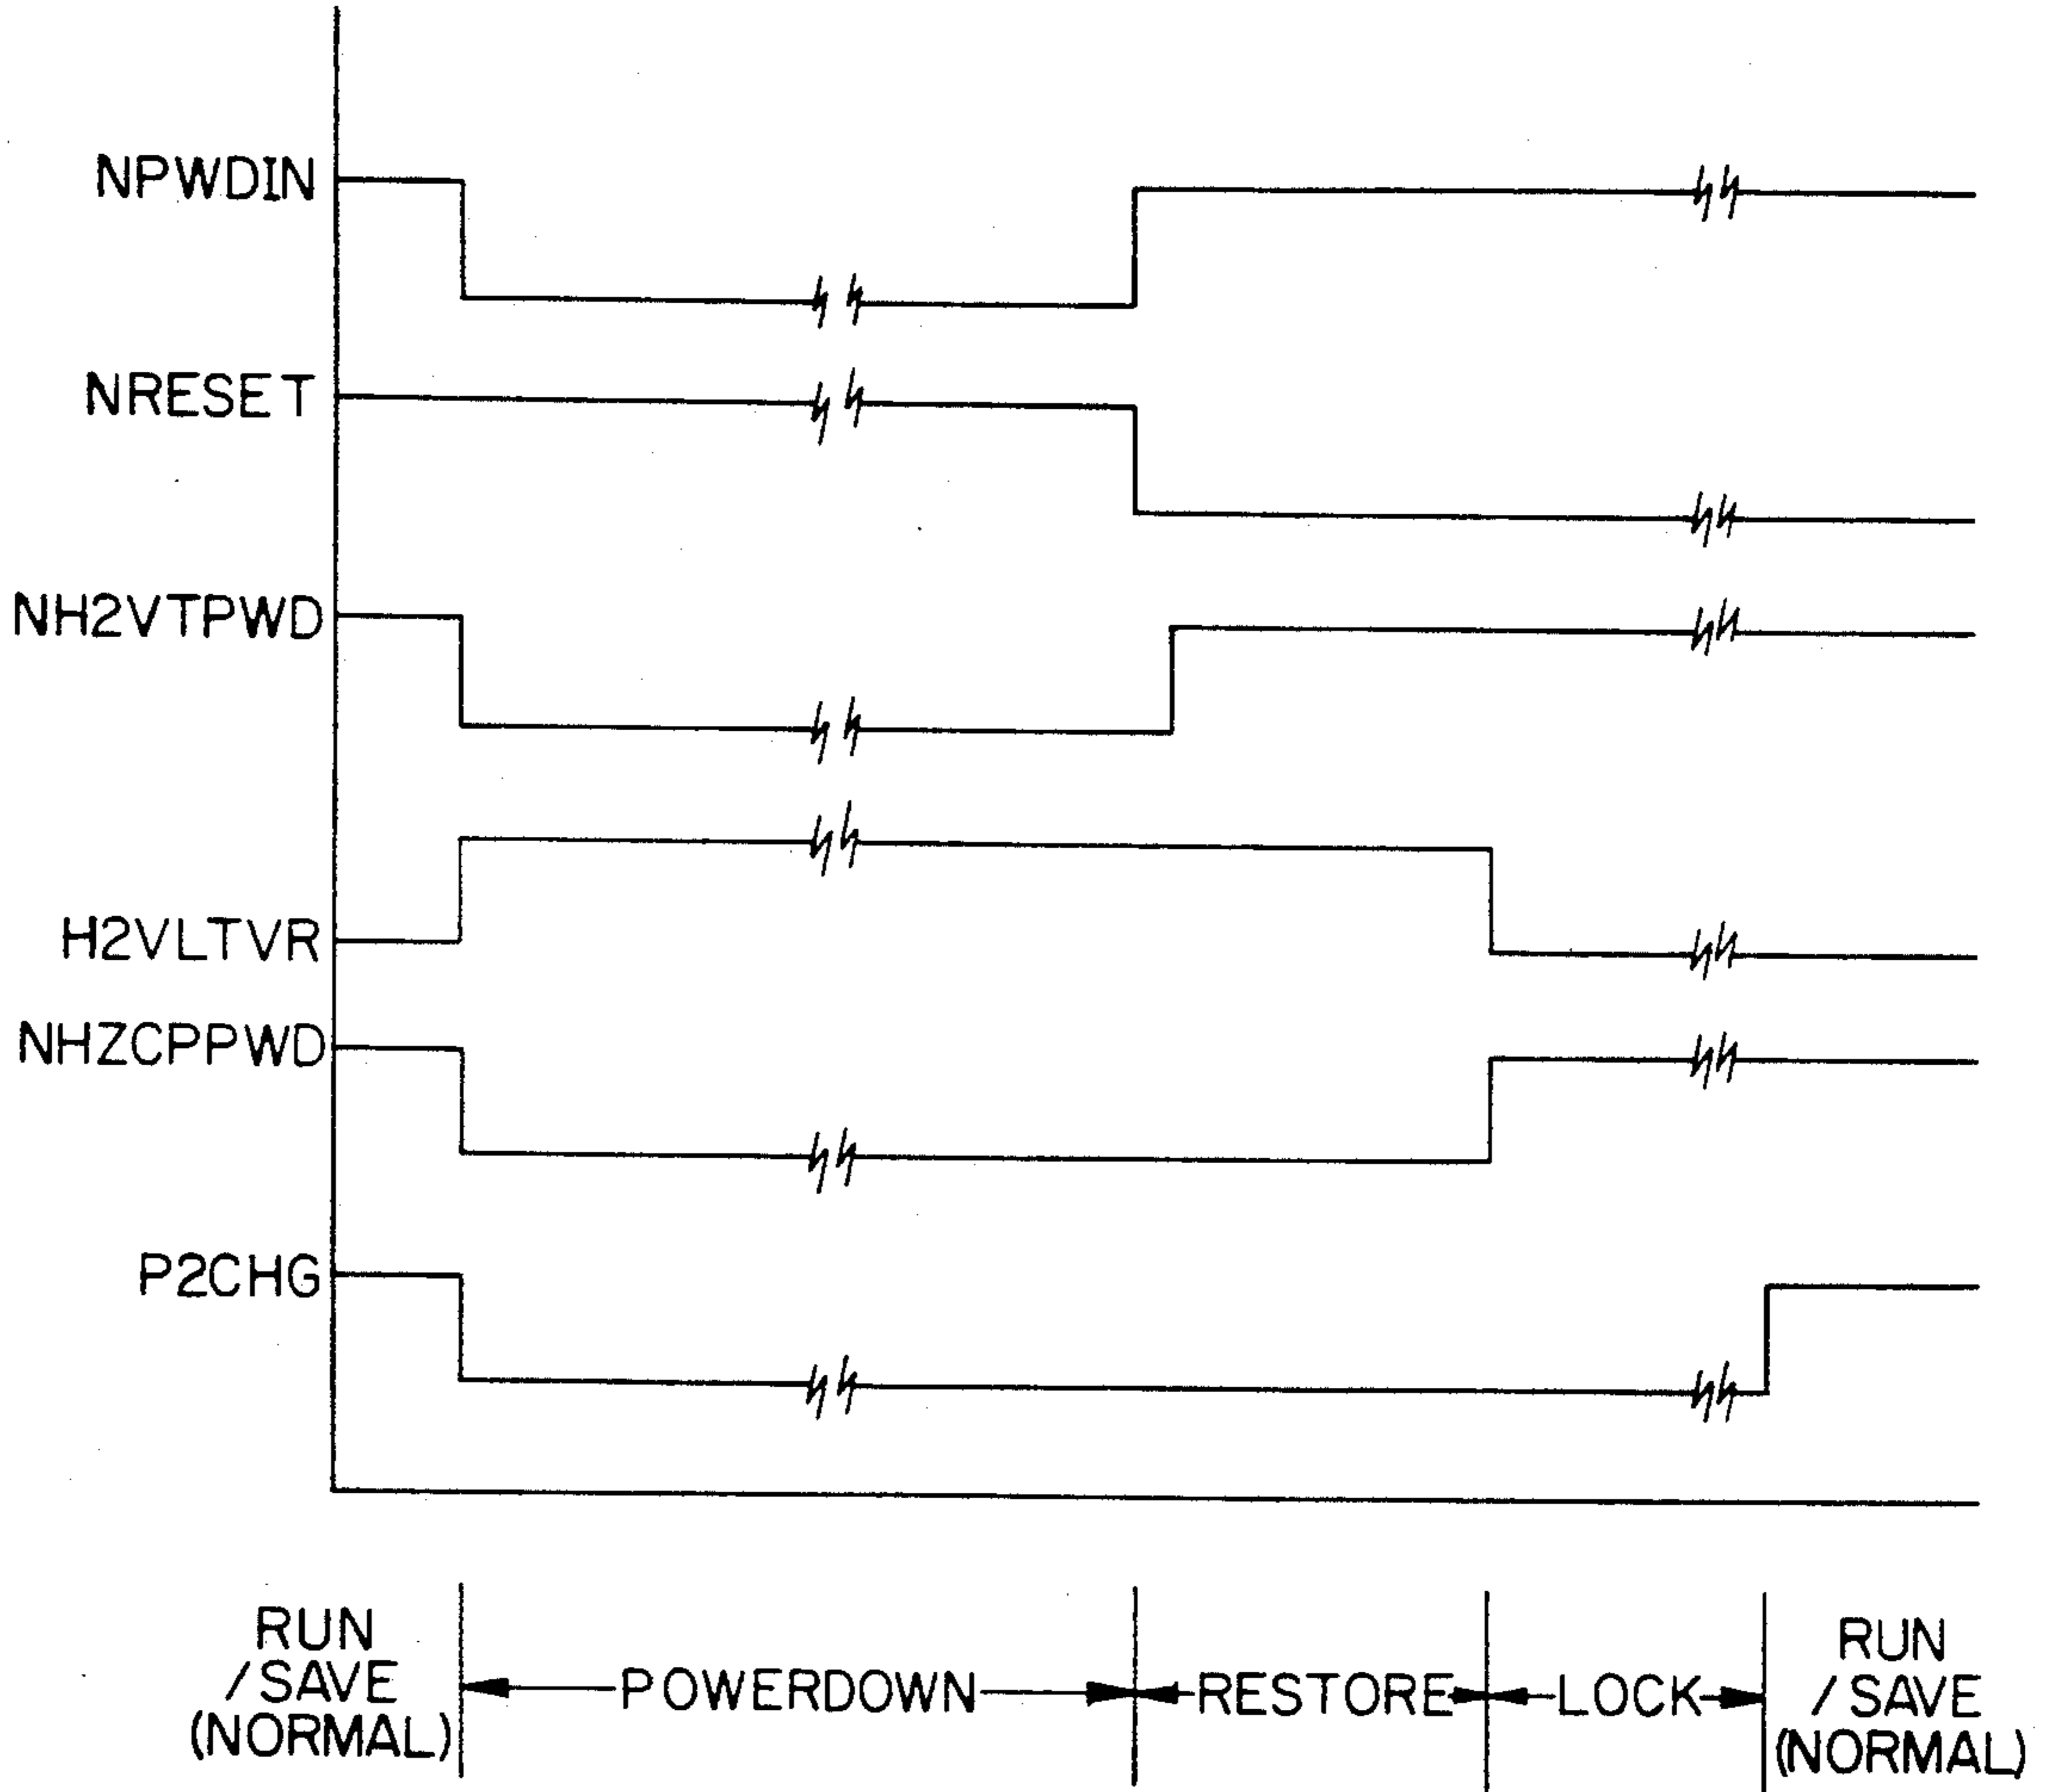 NPWDIN
NRESET
NH2VTPWD
H2VLTVR
NHZCPPWD
P2CHG
RUN
/SAVE
(NORMAL)
POWERDOWN
RESTORE
LOCK
RUN
/SAVE
(NORMAL)